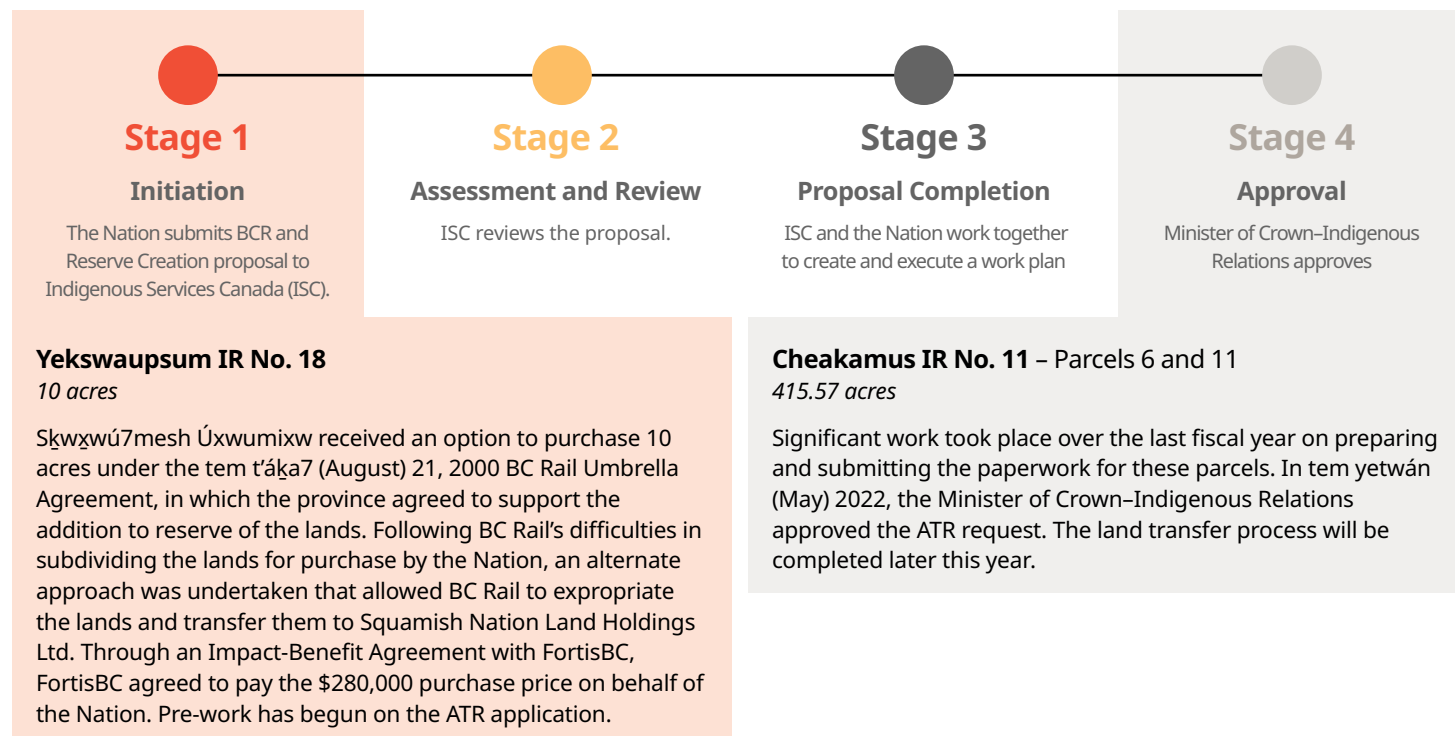 Stage 1
Initiation
The Nation submits BCR and
Reserve Creation proposal to
Indigenous Services Canada (ISC).
Stage 2
Assessment and Review
ISC reviews the proposal.
Stage 3
Proposal Completion
ISC and the Nation work together
to create and execute a work plan
Stage 4
Approval
Minister of Crown–Indigenous
Relations approves
Yekswaupsum IR No. 18
10 acres
Sḵwx̱wú7mesh Úxwumixw received an option to purchase 10
acres under the tem t’áḵa7 (August) 21, 2000 BC Rail Umbrella
Agreement, in which the province agreed to support the
addition to reserve of the lands. Following BC Rail’s difficulties in
subdividing the lands for purchase by the Nation, an alternate
approach was undertaken that allowed BC Rail to expropriate
the lands and transfer them to Squamish Nation Land Holdings
Ltd. Through an Impact-Benefit Agreement with FortisBC,
FortisBC agreed to pay the $280,000 purchase price on behalf of
the Nation. Pre-work has begun on the ATR application.
Cheakamus IR No. 11 – Parcels 6 and 11
415.57 acres
Significant work took place over the last fiscal year on preparing
and submitting the paperwork for these parcels. In tem yetwán
(May) 2022, the Minister of Crown–Indigenous Relations
approved the ATR request. The land transfer process will be
completed later this year.